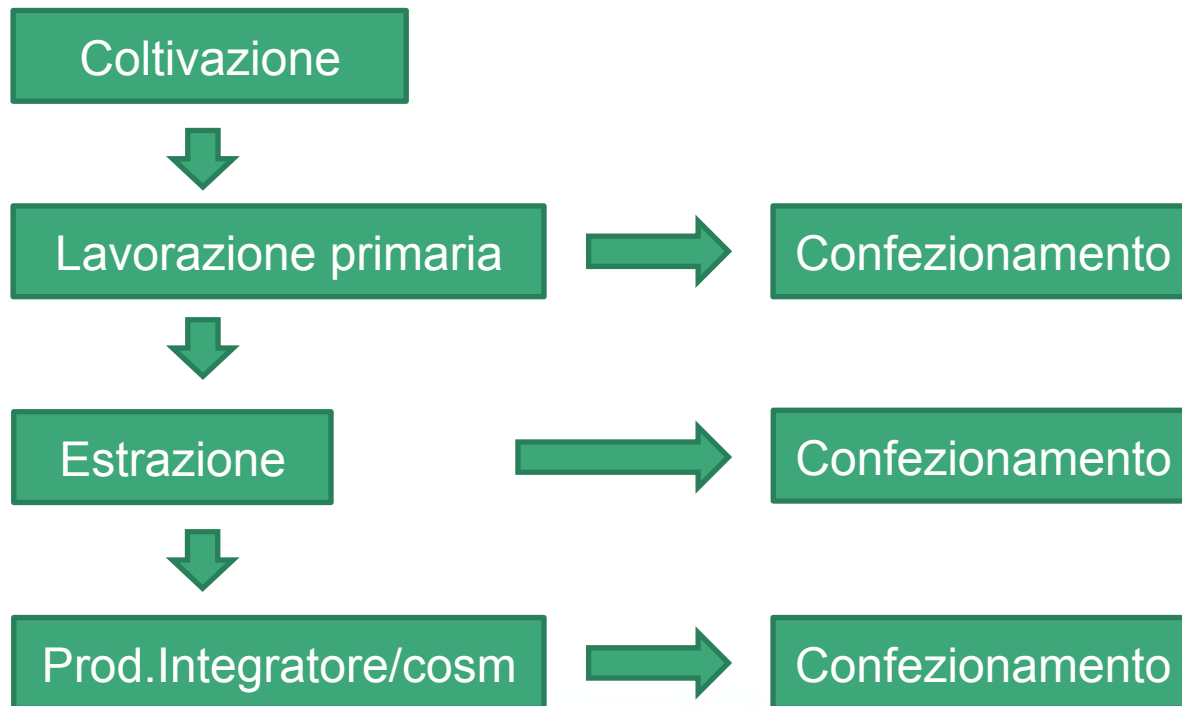 Coltivazione
Lavorazione primaria
Confezionamento
Estrazione
Confezionamento
Prod.Integratore/cosm
Confezionamento